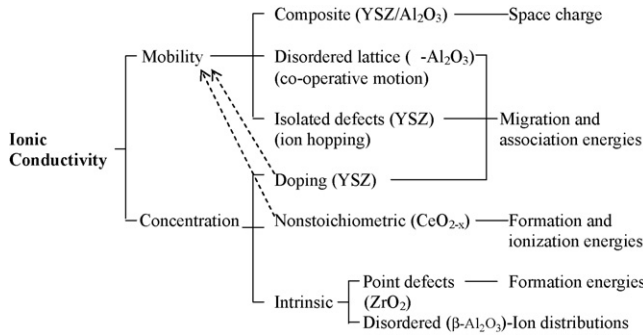 Composite (YSZ/Al₂O₃) Space charge
Mobility Disordered lattice ( -Al₂O₃)
(co-operative motion)
Isolated defects (YSZ) Migration and
(ion hopping) association energies
Ionic
Conductivity
Doping (YSZ)
Concentration Nonstoichiometric (CeO₂₋ₓ) Formation and
ionization energies
Point defects Formation energies
Intrinsic (ZrO₂)
Disordered (β-Al₂O₃)-Ion distributions